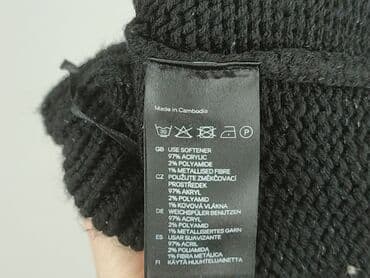 Made in Cambodia
30
P
GB USE SOFTENER
97% ACRYLIC
2% POLYAMIDE
1% METALLISED FIBRE
CZ POUŽIJTE ZMĚKČOVACÍ
PROSTŘEDEK
97% AKRYL
2% POLYAMID
1% KOVOVÁ VLÁKNA
DE WEICHSPÜLER BENUTZEN
97% ACRYL
2% POLYAMID
1% METALLISIERTES GARN
ES USAR SUAVIZANTE
97% ACRIL
2% POLIAMIDA
1% FIBRA METÁLICA
FI KÄYTÄ HUUHTELUAINETTA